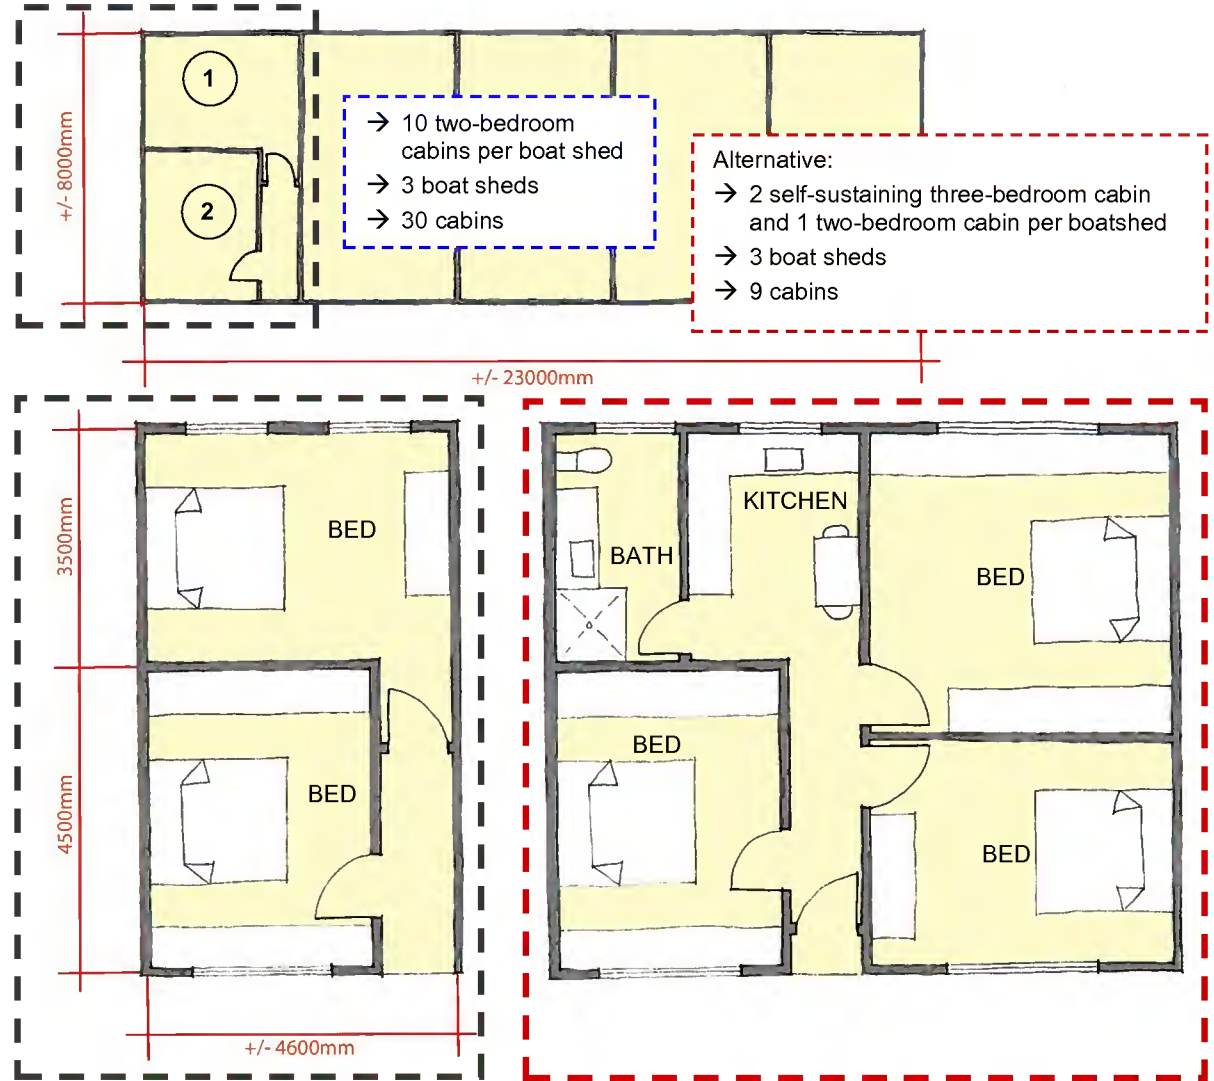 1
2
+/- 8000mm
→ 10 two-bedroom
cabins per boat shed
→ 3 boat sheds
→ 30 cabins
Alternative:
→ 2 self-sustaining three-bedroom cabin
and 1 two-bedroom cabin per boatshed
→ 3 boat sheds
→ 9 cabins
+/- 23000mm
3500mm
4500mm
BED
BED
+/- 4600mm
BATH
KITCHEN
BED
BED
BED